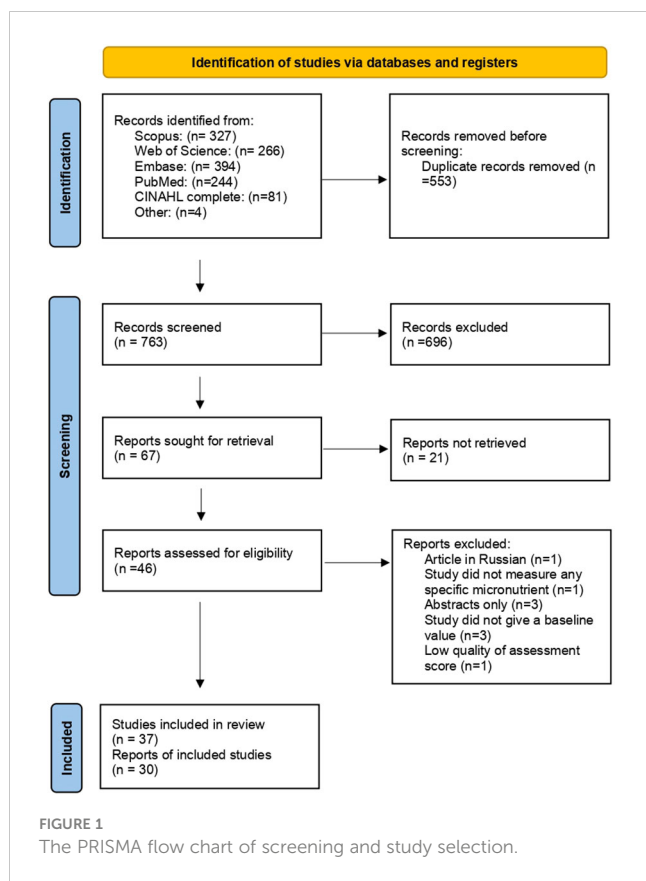 Identification of studies via databases and registers
Identification
Records identified from:
Scopus: (n= 327)
Web of Science: (n= 266)
Embase: (n= 394)
PubMed: (n=244)
CINAHL complete: (n=81)
Other: (n=4)
Records removed before
screening:
Duplicate records removed (n
=553)
Screening
Records screened
(n = 763)
Records excluded
(n =696)
Reports sought for retrieval
(n = 67)
Reports not retrieved
(n = 21)
Reports assessed for eligibility
(n =46)
Reports excluded:
Article in Russian (n=1)
Study did not measure any
specific micronutrient (n=1)
Abstracts only (n=3)
Study did not give a baseline
value (n=3)
Low quality of assessment
score (n=1)
Included
Studies included in review
(n = 37)
Reports of included studies
(n = 30)
FIGURE 1
The PRISMA flow chart of screening and study selection.